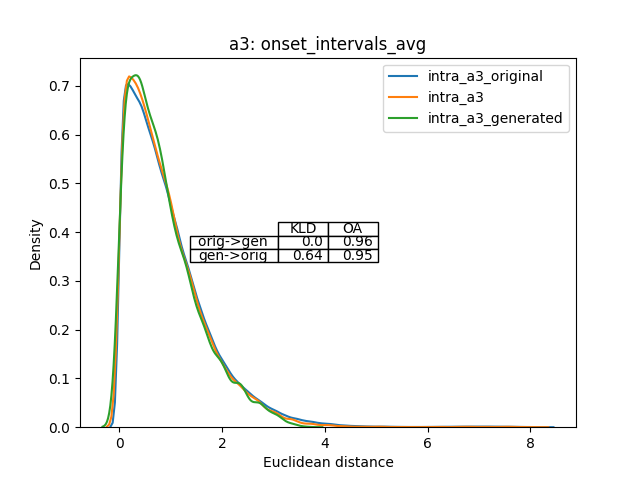 a3: onset_intervals_avg
intra_a3_original
intra_a3
intra_a3_generated
KLD OA
orig->gen 0.0 0.96
gen->orig 0.64 0.95
Density
0.7
0.6
0.5
0.4
0.3
0.2
0.1
0.0
0 2 4 6 8
Euclidean distance